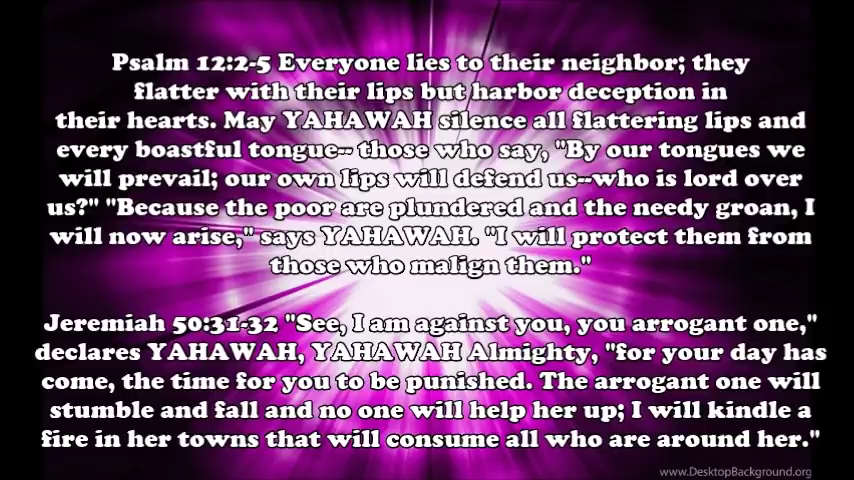 Psalm 12:2-5 Everyone lies to their neighbor; they
flatter with their lips but harbor deception in
their hearts. May YAHAWAH silence all flattering lips and
every boastful tongue-- those who say, "By our tongues we
will prevail; our own lips will defend us--who is lord over
us?" "Because the poor are plundered and the needy groan, I
will now arise," says YAHAWAH. "I will protect them from
those who malign them."
Jeremiah 50:31-32 "See, I am against you, you arrogant one,"
declares YAHAWAH, YAHAWAH Almighty, "for your day has
come, the time for you to be punished. The arrogant one will
stumble and fall and no one will help her up; I will kindle a
fire in her towns that will consume all who are around her."
www.DesktopBackground.org